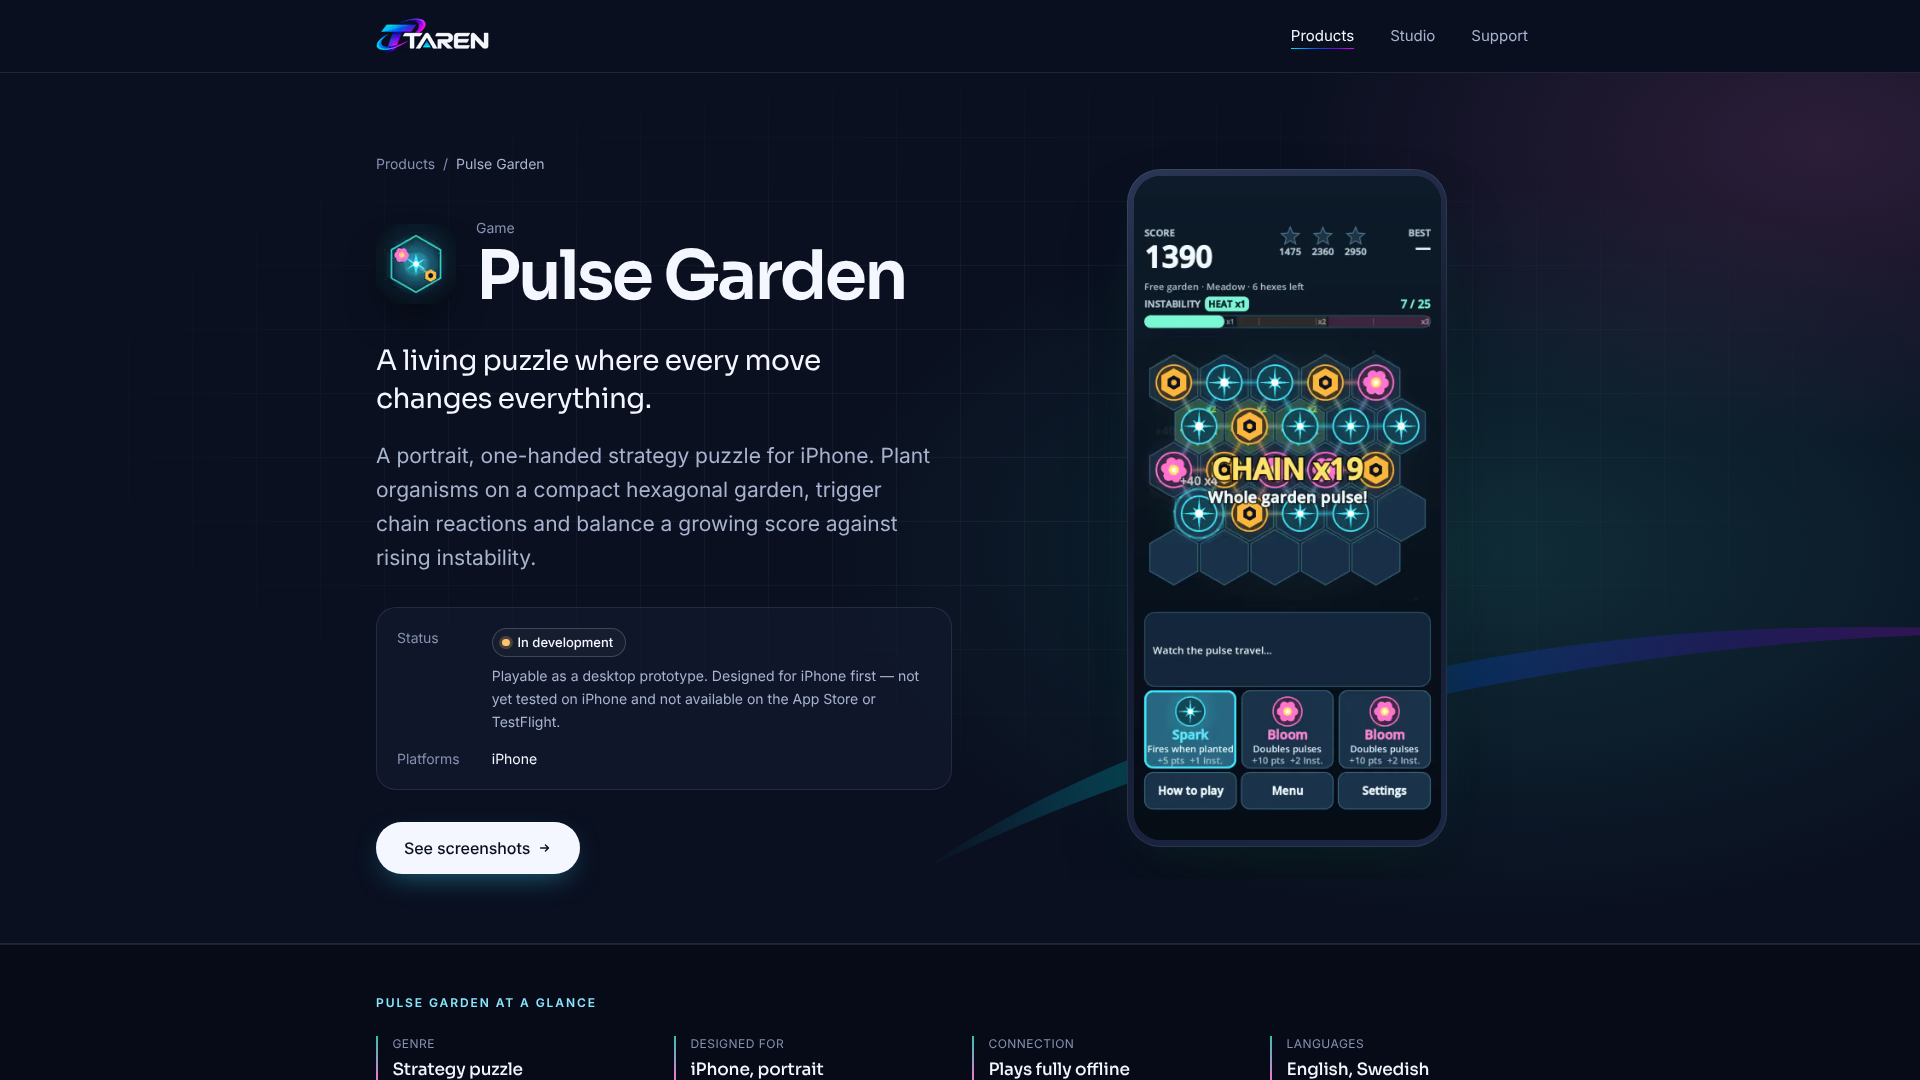 TAREN
Products
Studio
Support
Products / Pulse Garden
Game
Pulse Garden
A living puzzle where every move
changes everything.
A portrait, one-handed strategy puzzle for iPhone. Plant
organisms on a compact hexagonal garden, trigger
chain reactions and balance a growing score against
rising instability.
Status
In development
Playable as a desktop prototype. Designed for iPhone first — not
yet tested on iPhone and not available on the App Store or
TestFlight.
Platforms
iPhone
See screenshots →
SCORE
1390
1475 2360 2950
BEST
—
Free garden · Meadow · 6 hexes left
INSTABILITY HEAT x1
7 / 25
x1 x2 x3
CHAIN x19
+40 x4
Whole garden pulse!
Watch the pulse travel...
Spark
Fires when planted
+5 pts +1 Inst.
Bloom
Doubles pulses
+10 pts +2 Inst.
Bloom
Doubles pulses
+10 pts +2 Inst.
How to play
Menu
Settings
PULSE GARDEN AT A GLANCE
GENRE
Strategy puzzle
DESIGNED FOR
iPhone, portrait
CONNECTION
Plays fully offline
LANGUAGES
English, Swedish